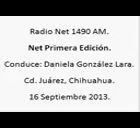 Radio Net 1490 AM.
Net Primera Edición.
Conduce: Daniela González Lara.
Cd. Juárez, Chihuahua.
16 Septiembre 2013.